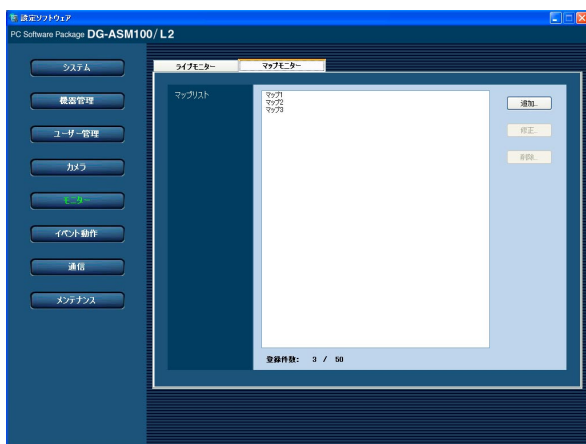 設定ソフトウェア
PC Software Package DG-ASM100/L2
システム
機器管理
ユーザー管理
カメラ
モニター
イベント動作
通信
メンテナンス
ライブモニター
マップモニター
マップリスト
マップ1
マップ2
マップ3
追加...
修正...
削除...
登録件数: 3 / 50